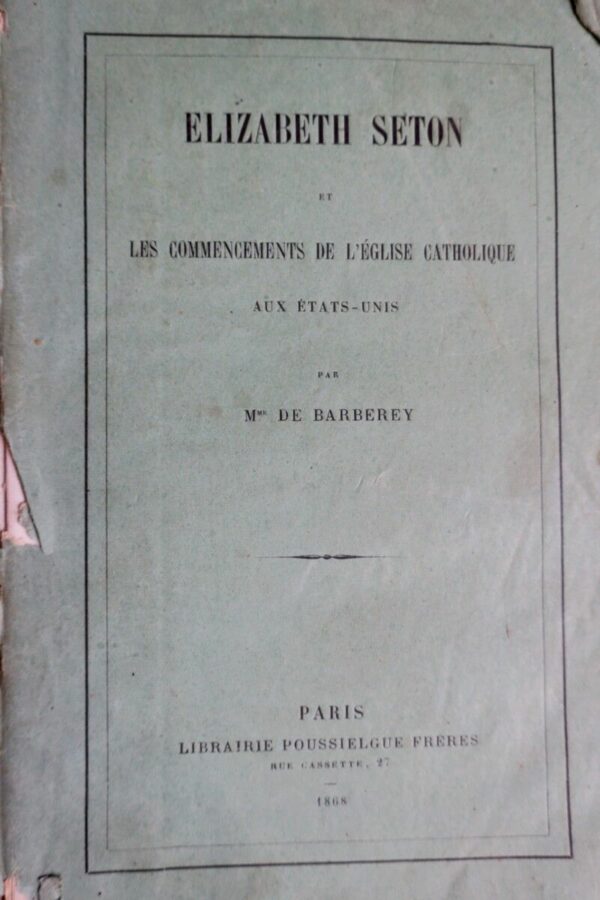 ELIZABETH SETON
ET
LES COMMENCEMENTS DE L'ÉGLISE CATHOLIQUE
AUX ÉTATS-UNIS
PAR
Mme DE BARBEREY
PARIS
LIBRAIRIE POUSSIELGUE FRÈRES
RUE CASSETTE, 27
1868